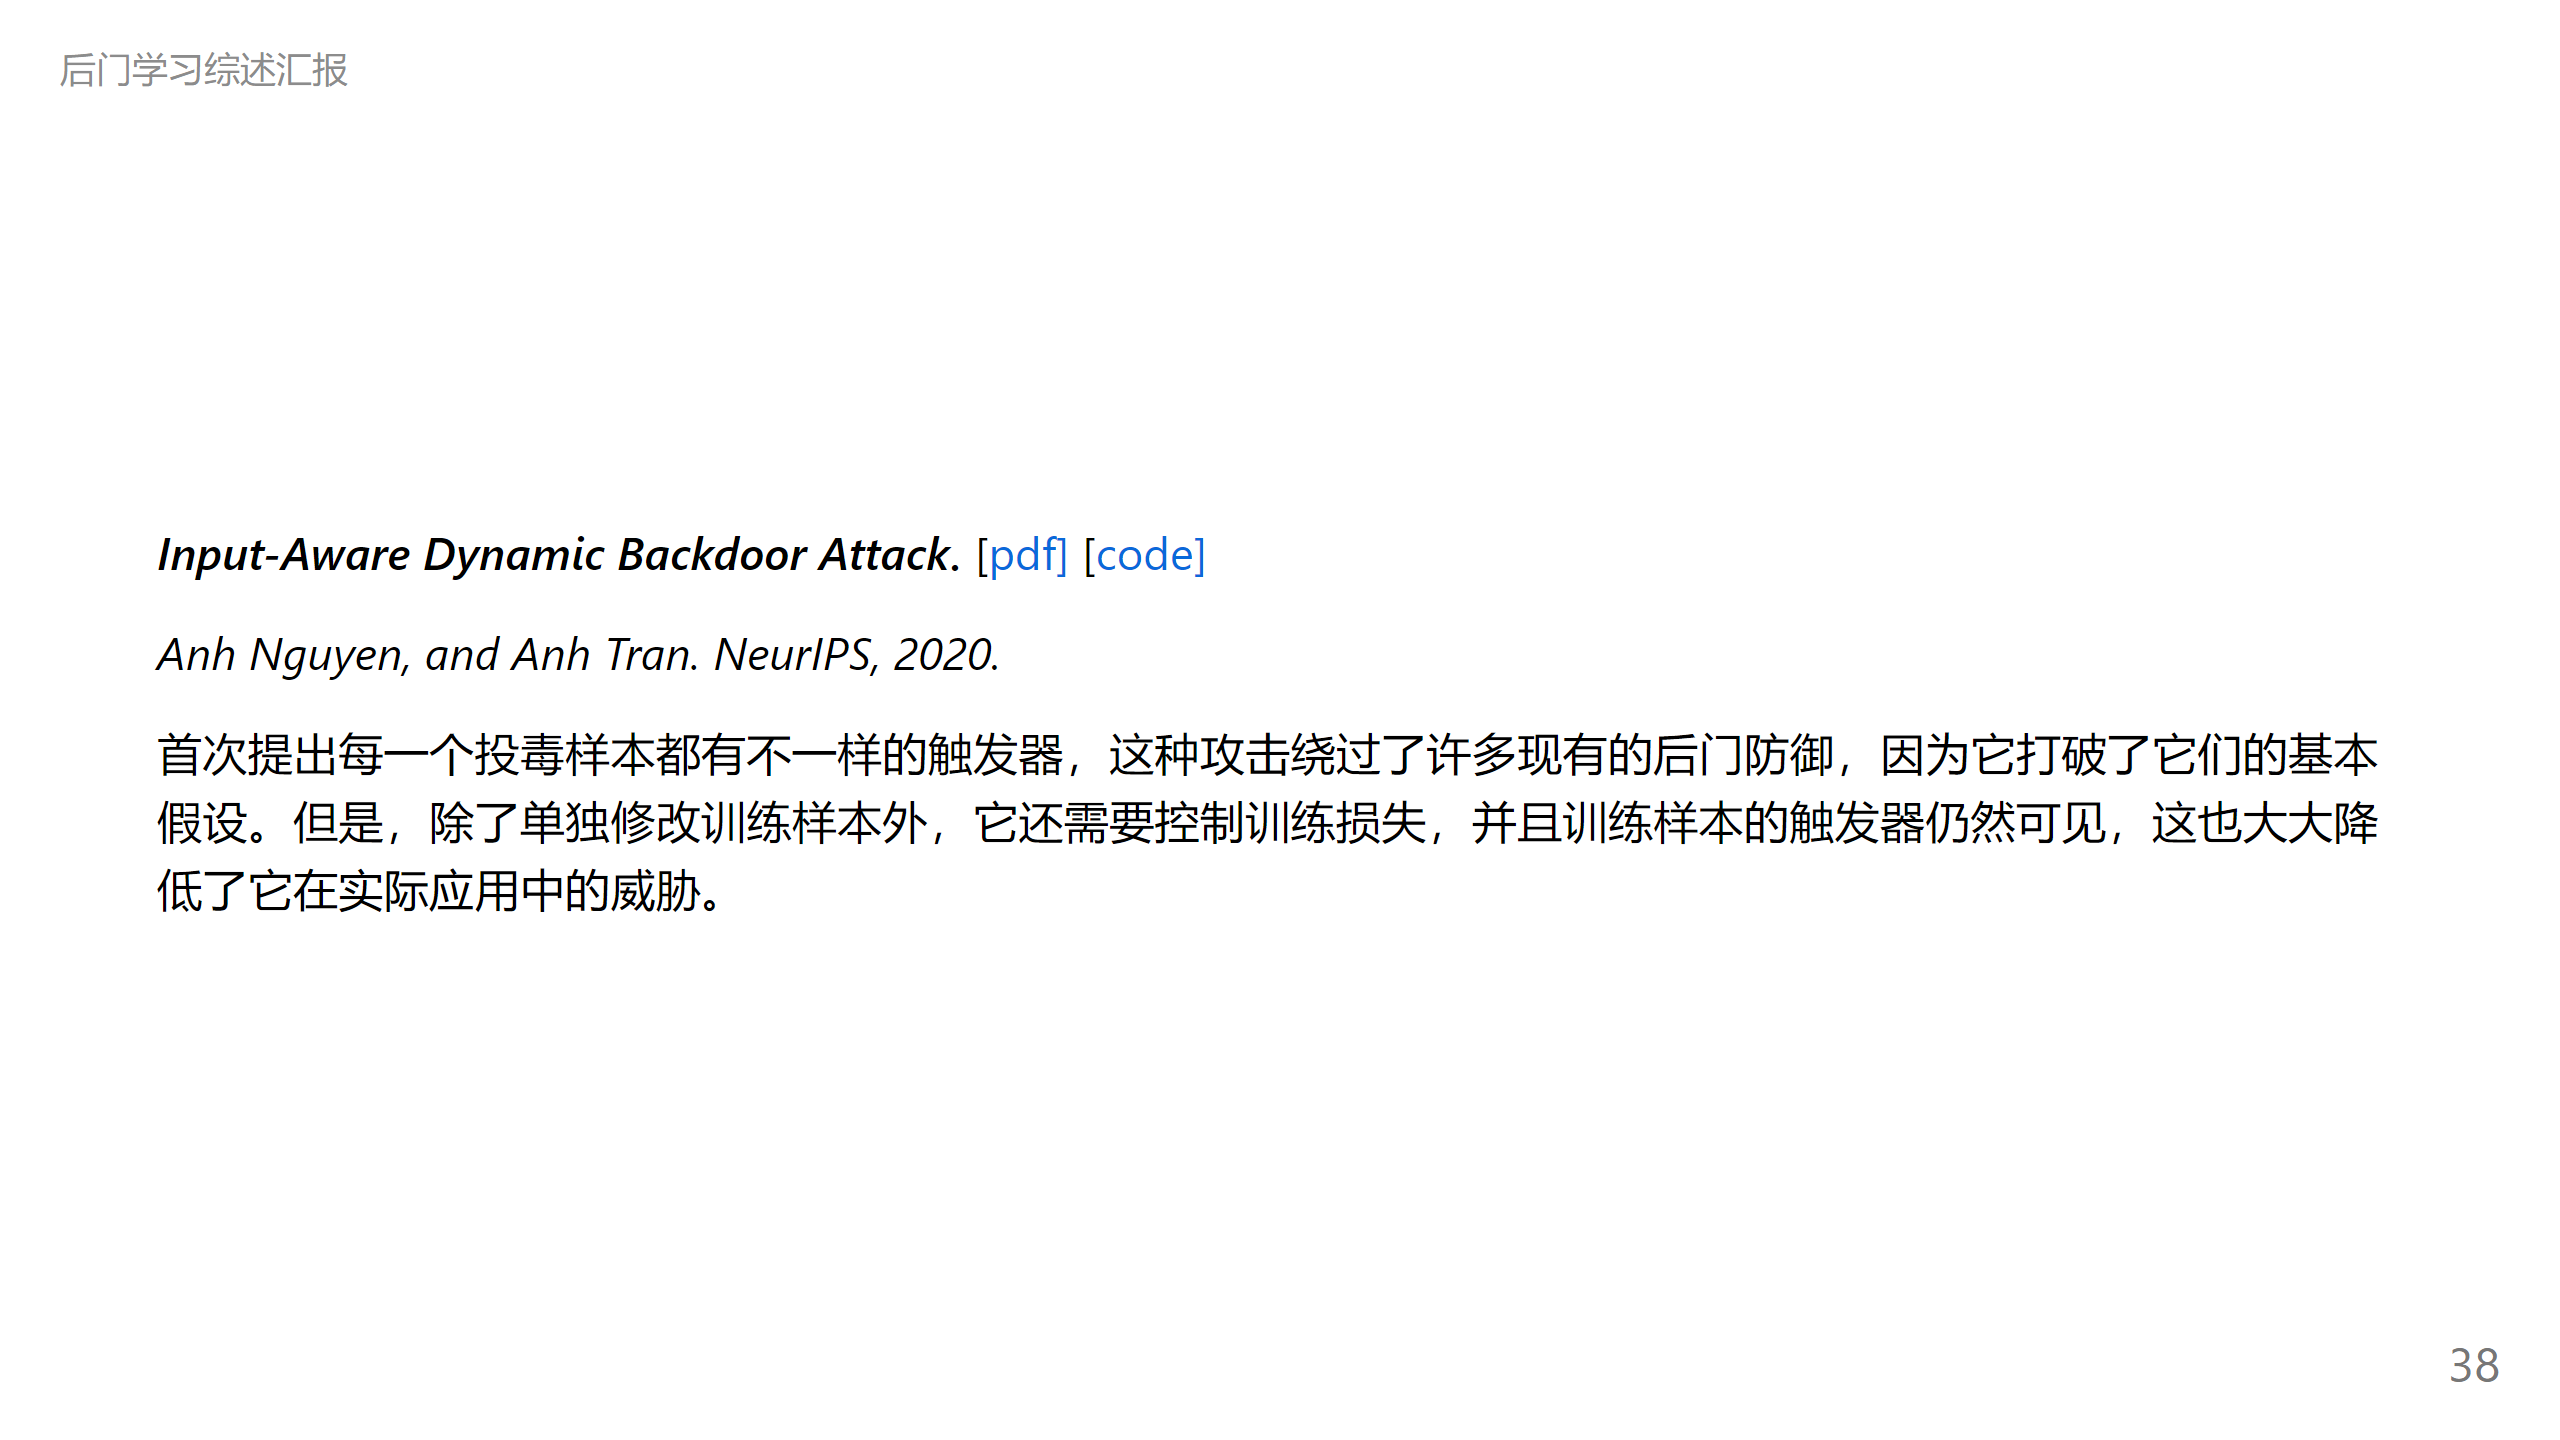 后门学习综述汇报
Input-Aware Dynamic Backdoor Attack. [pdf] [code]
Anh Nguyen, and Anh Tran. NeurIPS, 2020.
首次提出每一个投毒样本都有不一样的触发器，这种攻击绕过了许多现有的后门防御，因为它打破了它们的基本
假设。但是，除了单独修改训练样本外，它还需要控制训练损失，并且训练样本的触发器仍然可见，这也大大降
低了它在实际应用中的威胁。
38